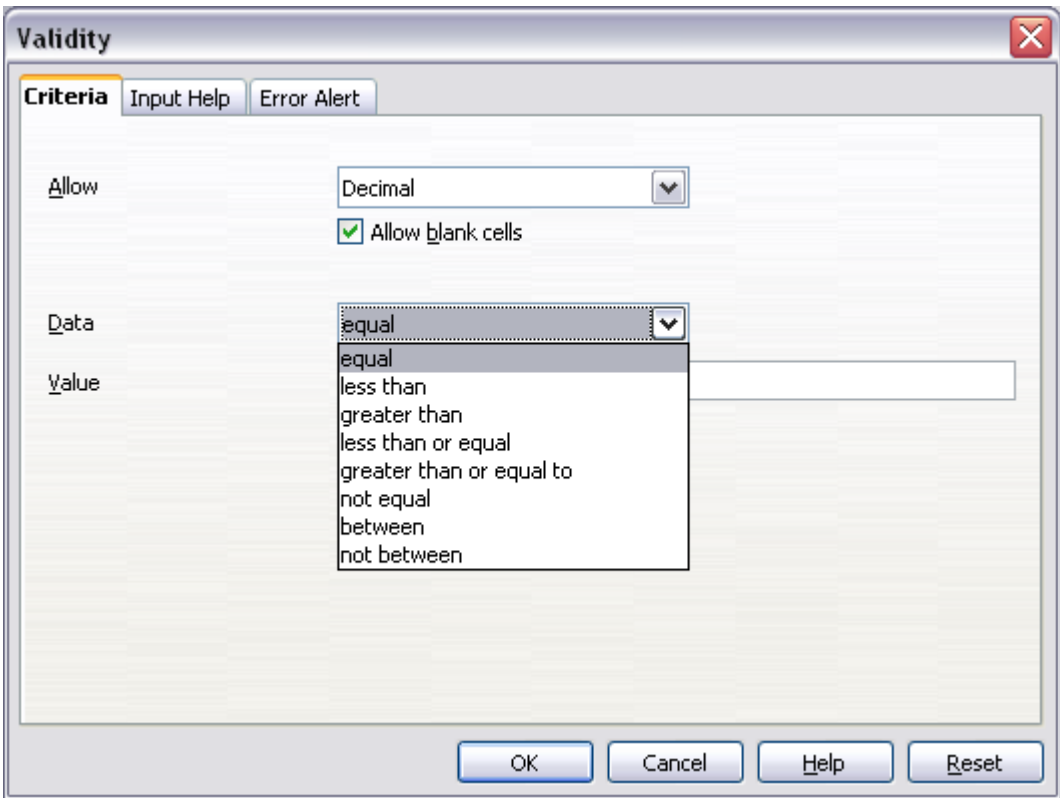 Validity
Criteria Input Help Error Alert
Allow Decimal
Allow blank cells
Data equal
equal
Value
less than
greater than
less than or equal
greater than or equal to
not equal
between
not between
OK Cancel Help Reset